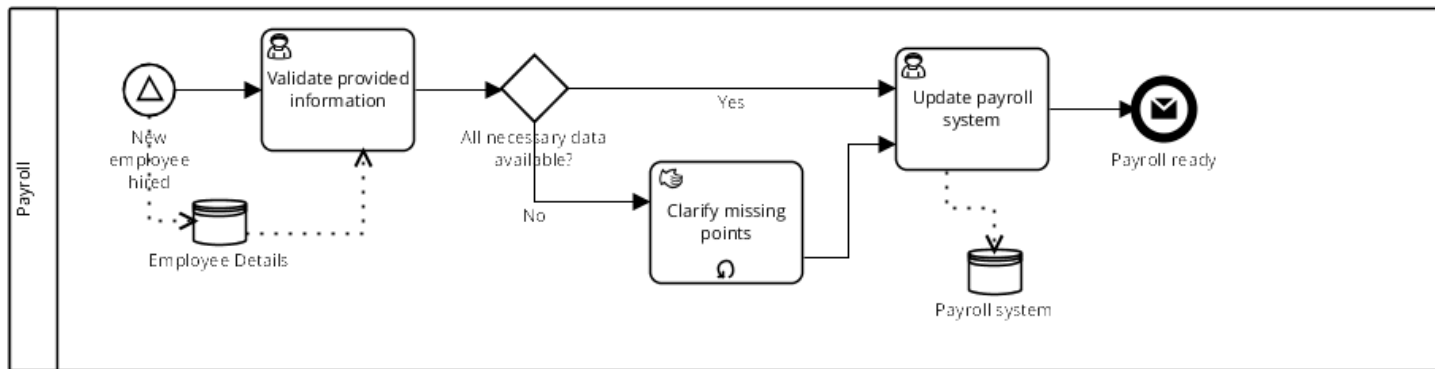 Payroll
New
employee
hired
Employee Details
Validate provided
information
All necessary data
available?
Yes
No
Clarify missing
points
Update payroll
system
Payroll system
Payroll ready